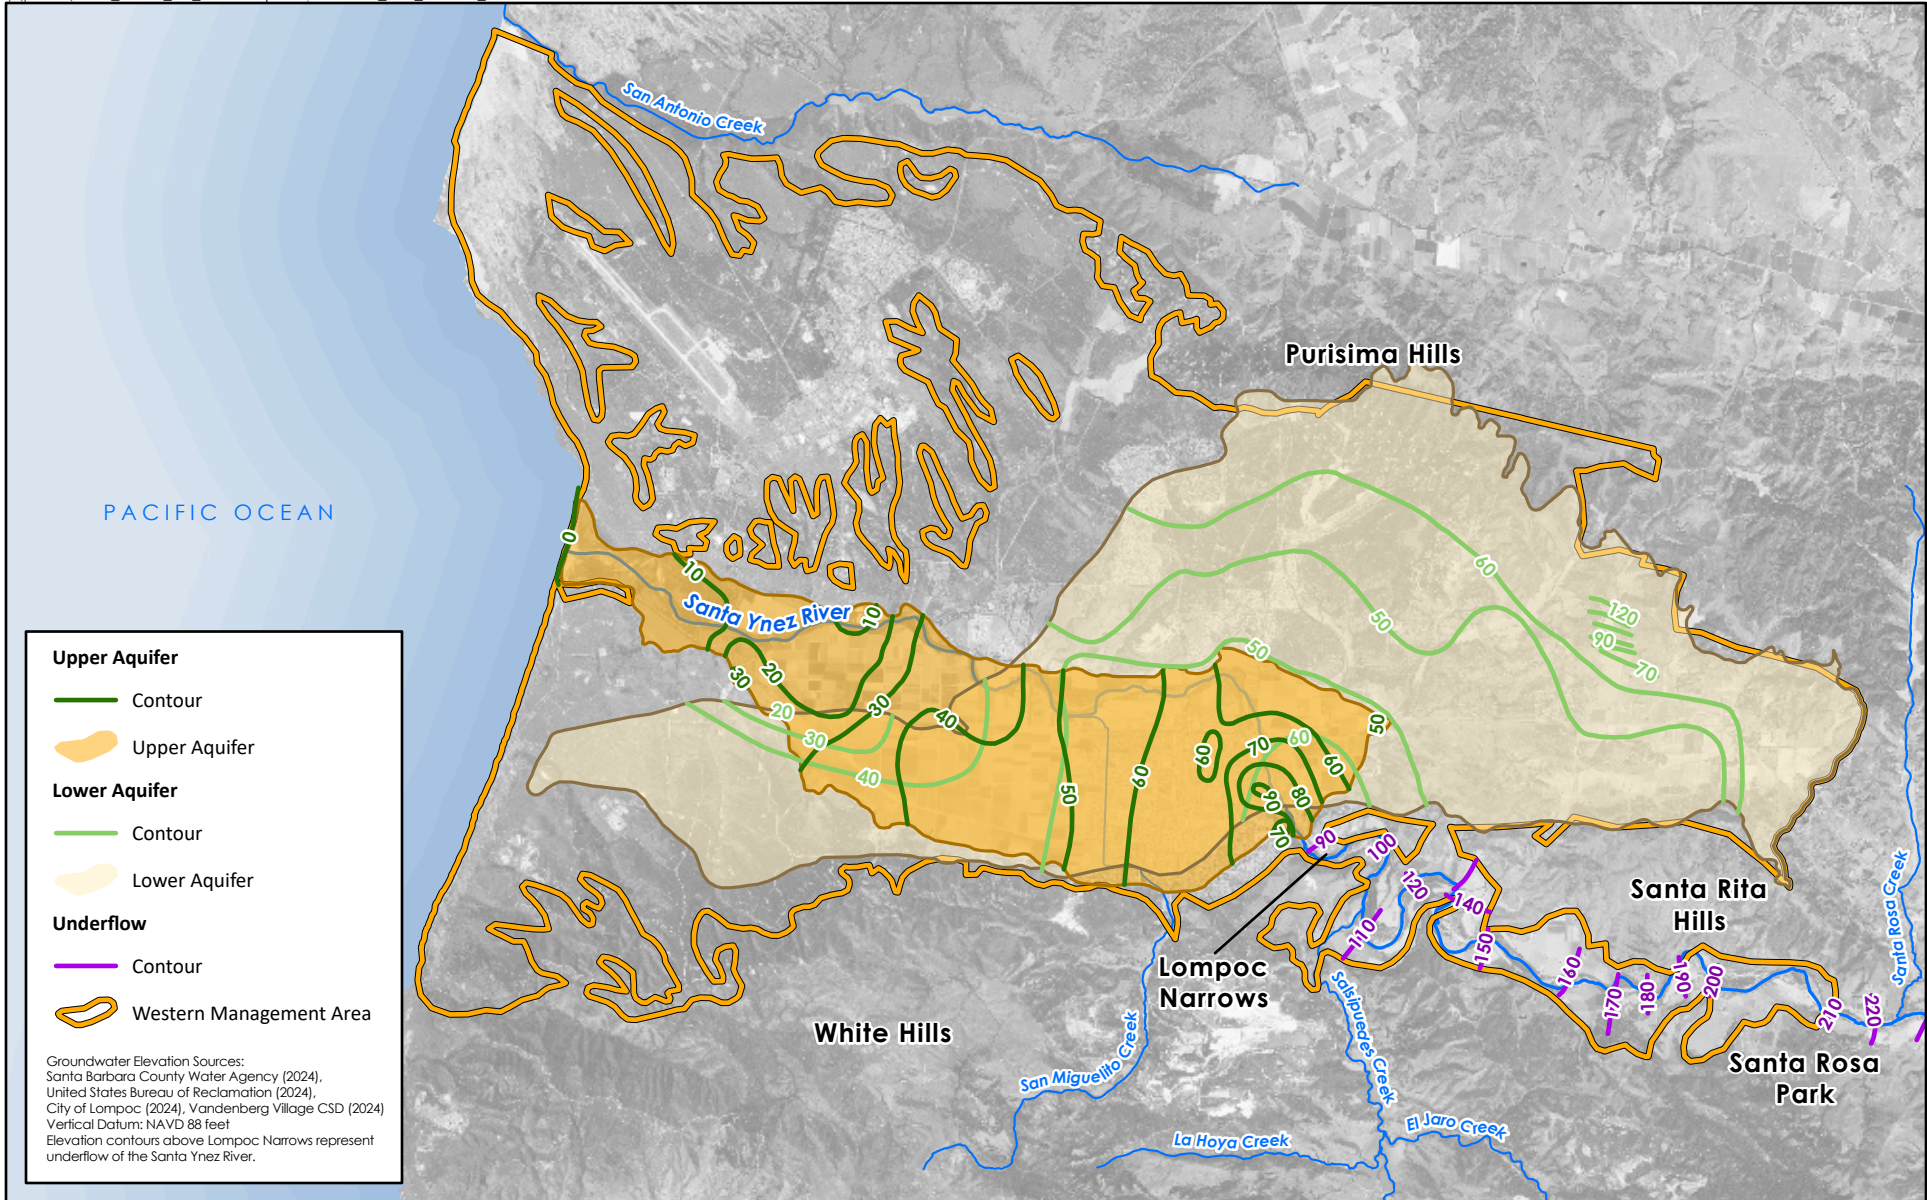 San Antonio Creek
Purisima Hills
PACIFIC OCEAN
0
10
Santa Ynez River
10
60
50
120
90
70
50
30
20
20
30
30
40
40
50
60
60
70
60
60
50
90
80
70
90
100
120
140
110
150
160
170
180
190
200
210
220
Santa Rita
Hills
Santa Rosa Creek
Lompoc
Narrows
Salsipuedes Creek
White Hills
San Miguelito Creek
Santa Rosa
Park
La Hoya Creek
El Jaro Creek
Upper Aquifer
Contour
Upper Aquifer
Lower Aquifer
Contour
Lower Aquifer
Underflow
Contour
Western Management Area
Groundwater Elevation Sources:
Santa Barbara County Water Agency (2024),
United States Bureau of Reclamation (2024),
City of Lompoc (2024), Vandenberg Village CSD (2024)
Vertical Datum: NAVD 88 feet
Elevation contours above Lompoc Narrows represent
underflow of the Santa Ynez River.